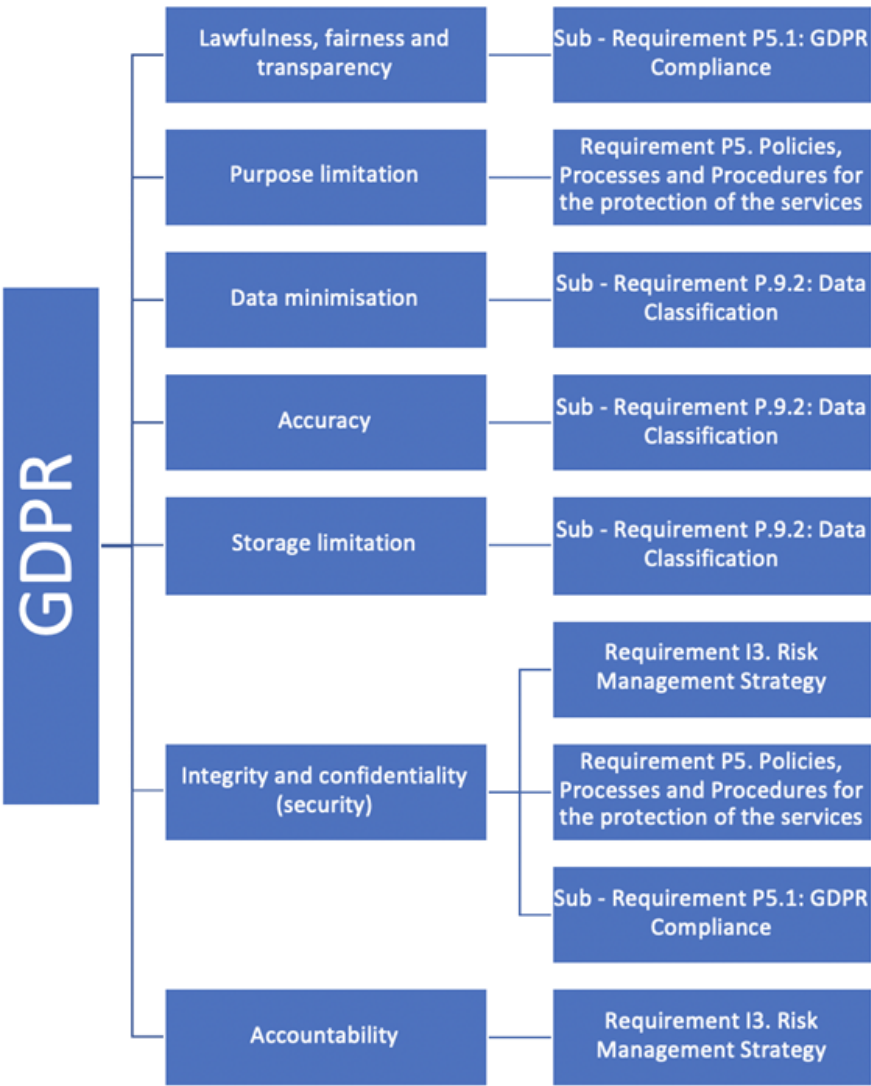 GDPR
Lawfulness, fairness and
transparency
Sub - Requirement P5.1: GDPR
Compliance
Purpose limitation
Requirement P5. Policies,
Processes and Procedures for
the protection of the services
Data minimisation
Sub - Requirement P.9.2: Data
Classification
Accuracy
Sub - Requirement P.9.2: Data
Classification
Storage limitation
Sub - Requirement P.9.2: Data
Classification
Integrity and confidentiality
(security)
Requirement I3. Risk
Management Strategy
Requirement P5. Policies,
Processes and Procedures for
the protection of the services
Sub - Requirement P5.1: GDPR
Compliance
Accountability
Requirement I3. Risk
Management Strategy